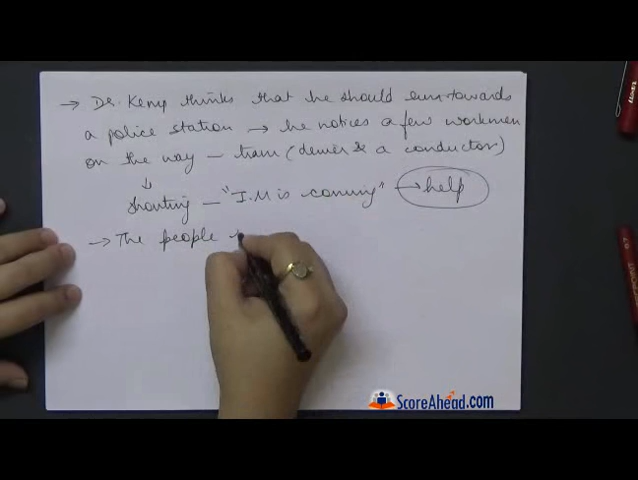 → Dr. Kemp thinks that he should run towards
a police station → he notices a few workmen
on the way – tram (driver & a conductor)
↓
shouting – "I.M is coming" → help
→ The people
ScoreAhead.com